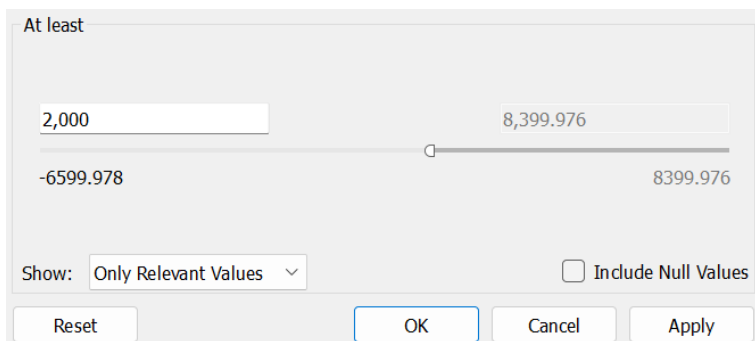 At least
2,000 8,399.976
-6599.978 8399.976
Show: Only Relevant Values Include Null Values
Reset OK Cancel Apply